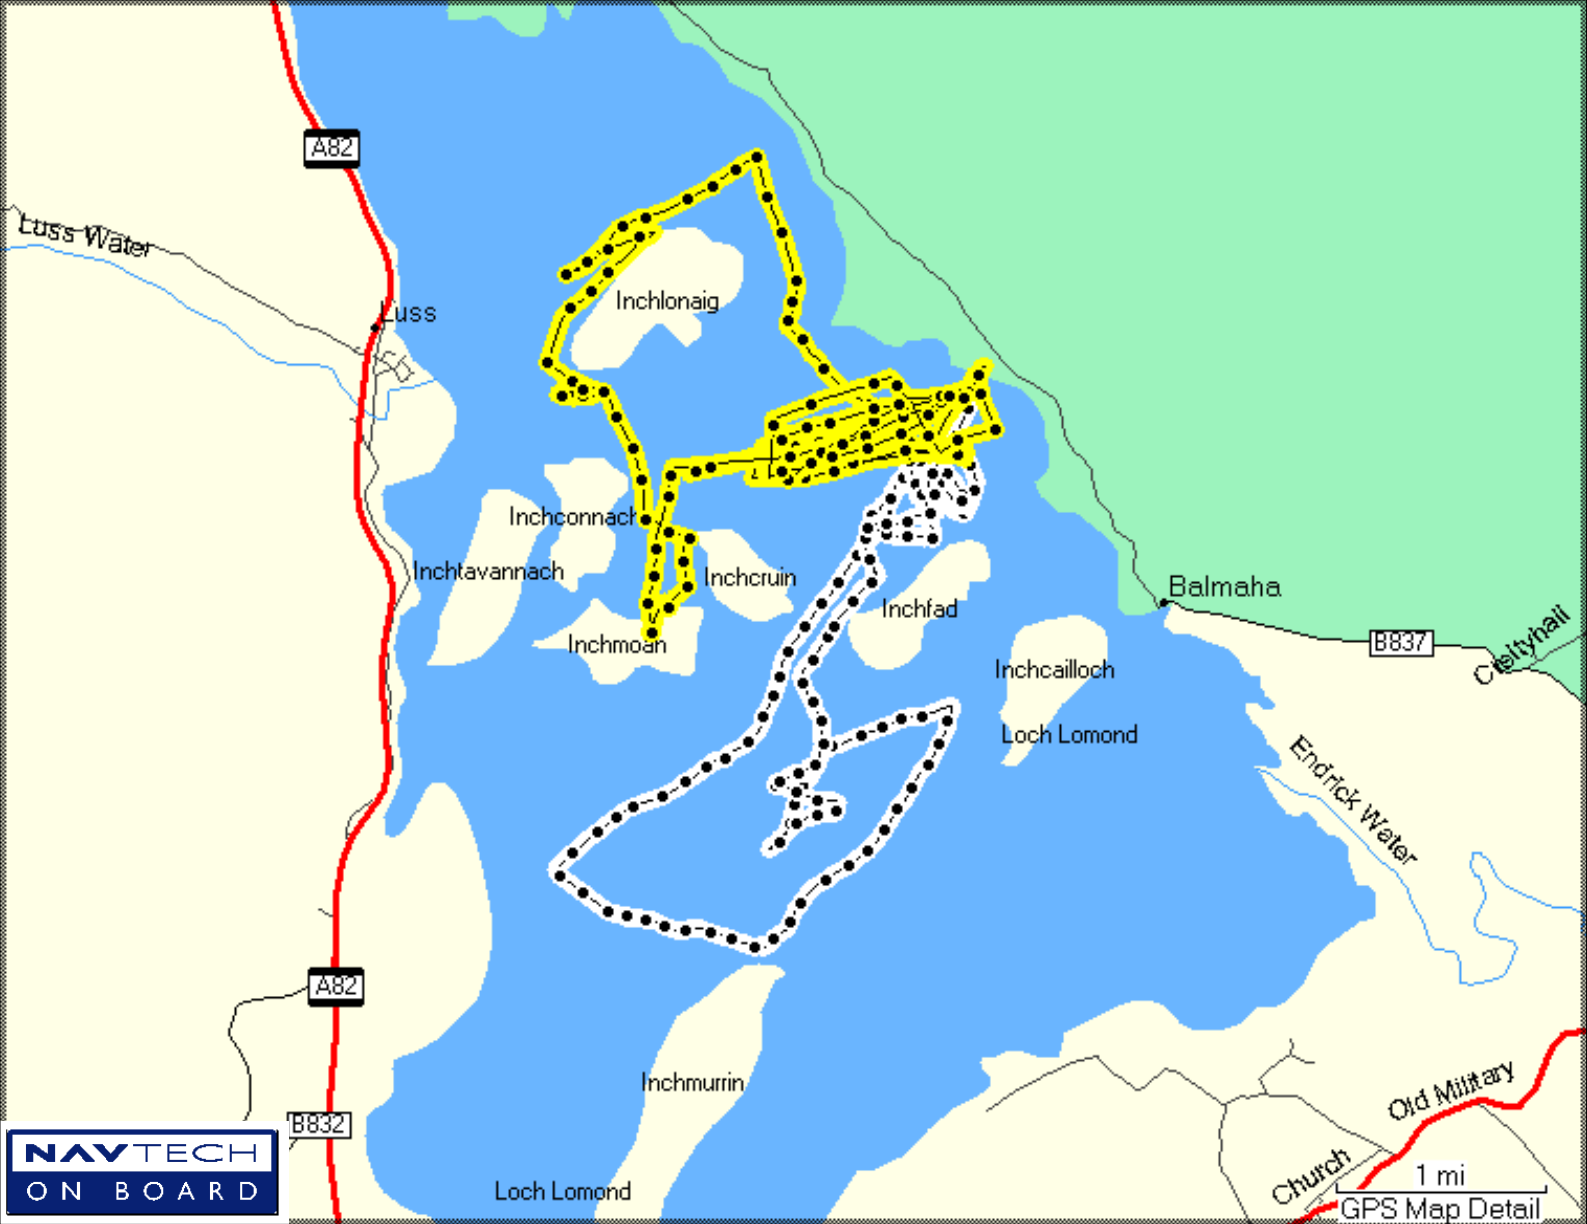 A82
Luss Water
Luss
Inchlonaig
Inchconnach
Inchtavannach
Inchcruin
Inchfad
Balmaha
B837
Inchmoan
Inchcailloch
Loch Lomond
Endrick Water
A82
Inchmurrin
Old Military
B832
NAVTECH
ON BOARD
Church
1 mi
Loch Lomond
GPS Map Detail